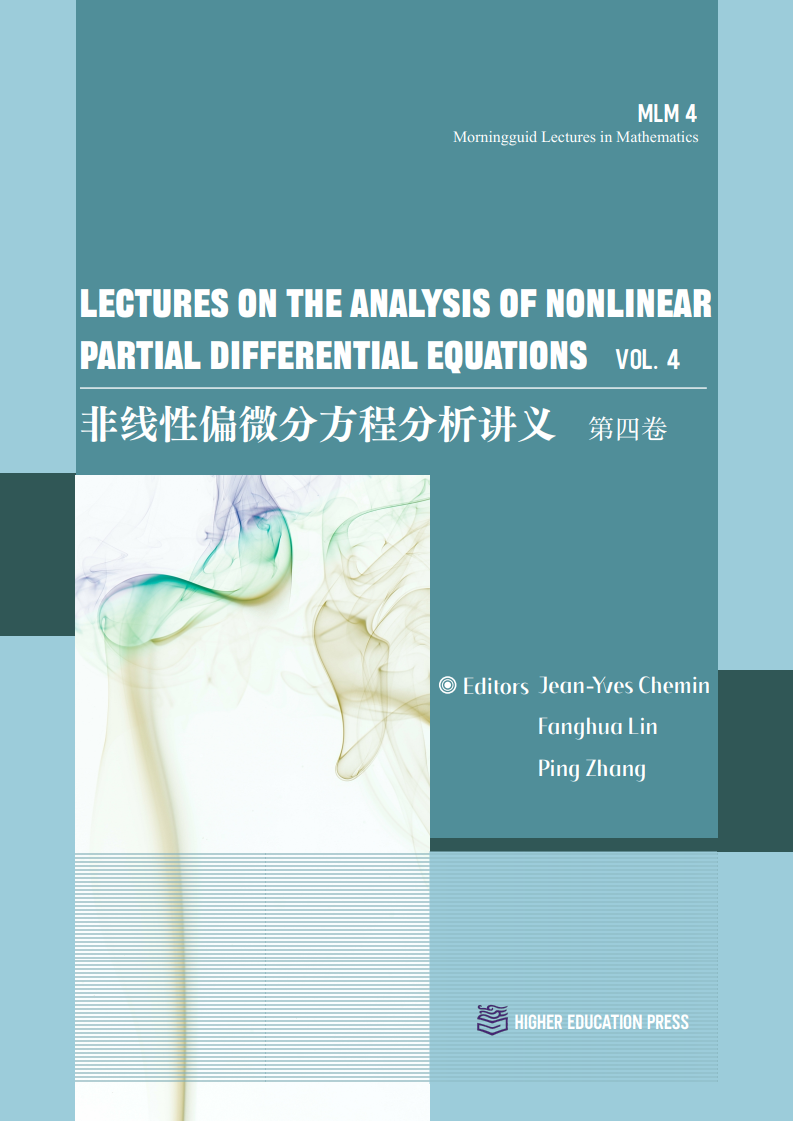 MLM 4
Morningguid Lectures in Mathematics
LECTURES ON THE ANALYSIS OF NONLINEAR
PARTIAL DIFFERENTIAL EQUATIONS VOL. 4
非线性偏微分方程分析讲义 第四卷
Editors Jean-Yves Chemin
Fanghua Lin
Ping Zhang
HIGHER EDUCATION PRESS